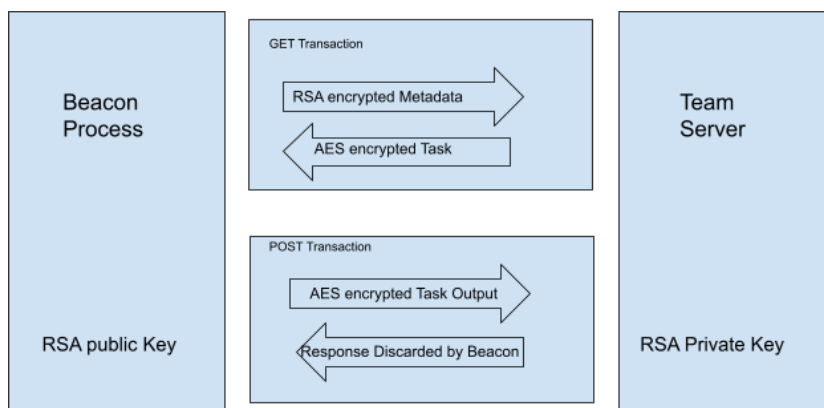 Beacon
Process
RSA public Key
GET Transaction
RSA encrypted Metadata
AES encrypted Task
POST Transaction
AES encrypted Task Output
Response Discarded by Beacon
Team
Server
RSA Private Key